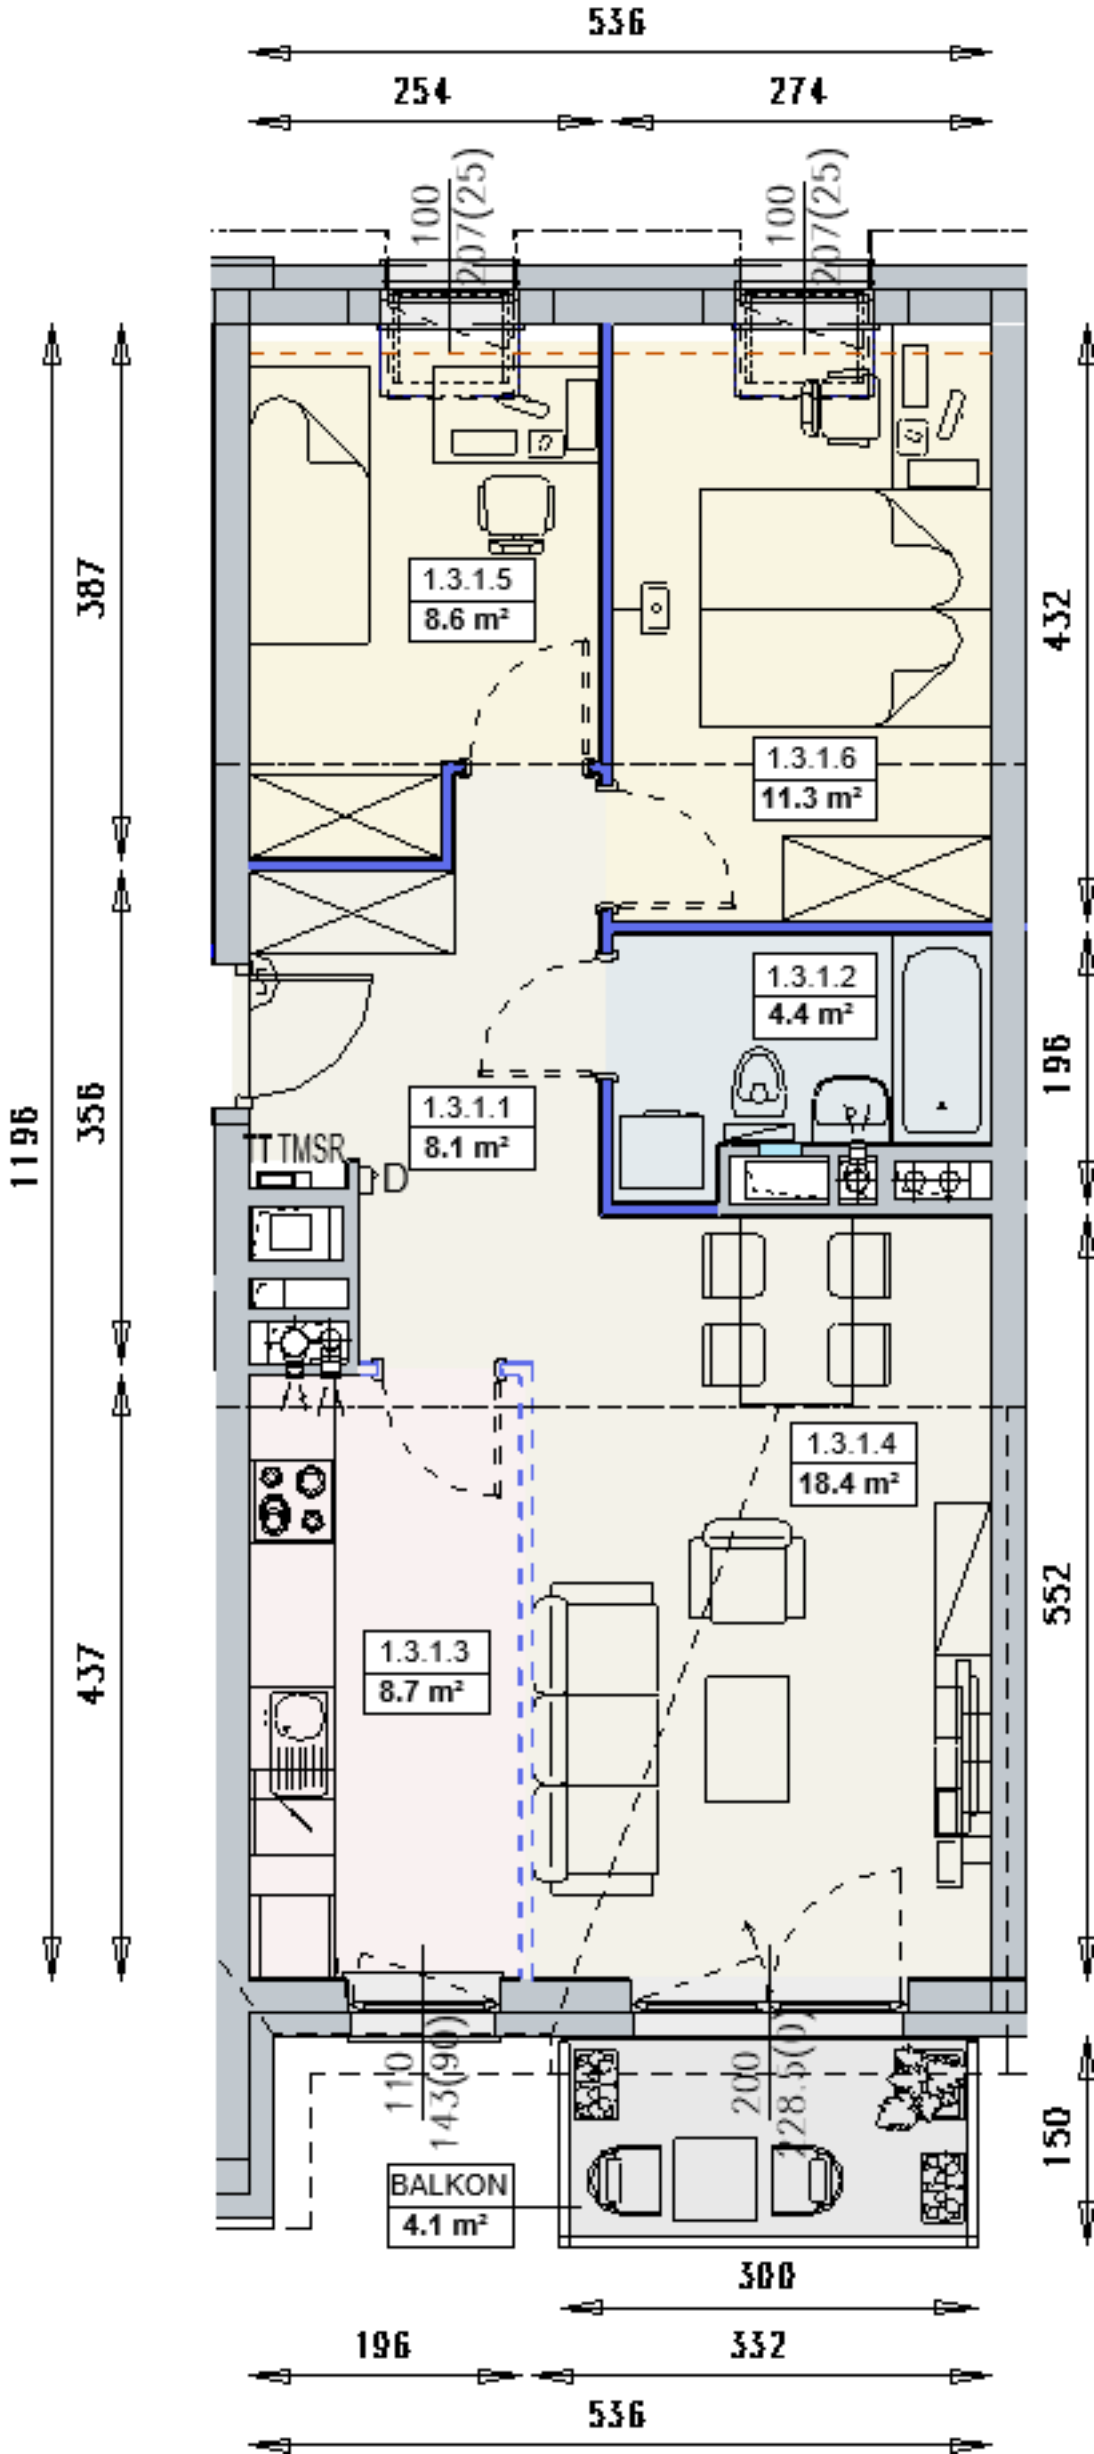 536
254
274
100
207(25)
100
207(25)
387
432
1.3.1.5
8.6 m²
1.3.1.6
11.3 m²
1.3.1.2
4.4 m²
196
1196
356
1.3.1.1
8.1 m²
TT TMSR
D
1.3.1.4
18.4 m²
552
437
1.3.1.3
8.7 m²
110
143(90)
200
228.5(0)
150
BALKON
4.1 m²
300
196
332
536